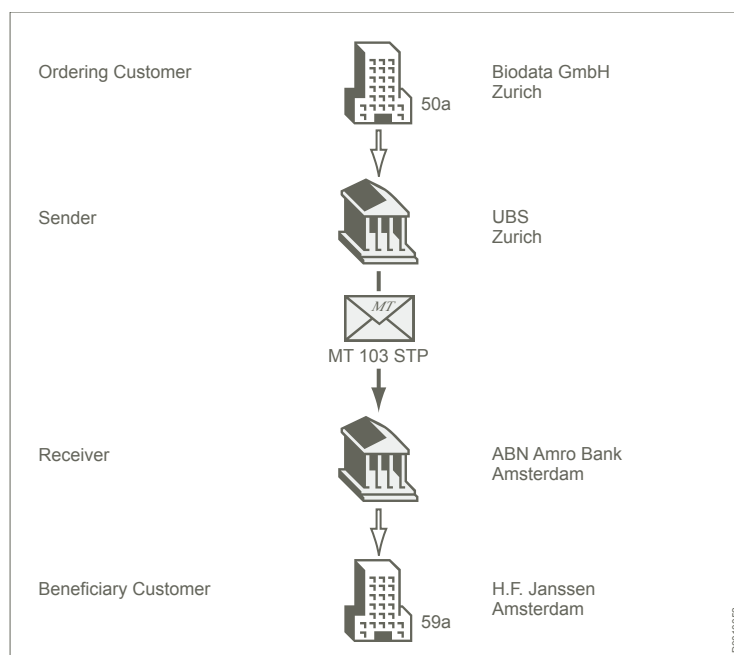 Ordering Customer
50a
Biodata GmbH
Zurich
Sender
UBS
Zurich
MT
MT 103 STP
Receiver
ABN Amro Bank
Amsterdam
Beneficiary Customer
59a
H.F. Janssen
Amsterdam